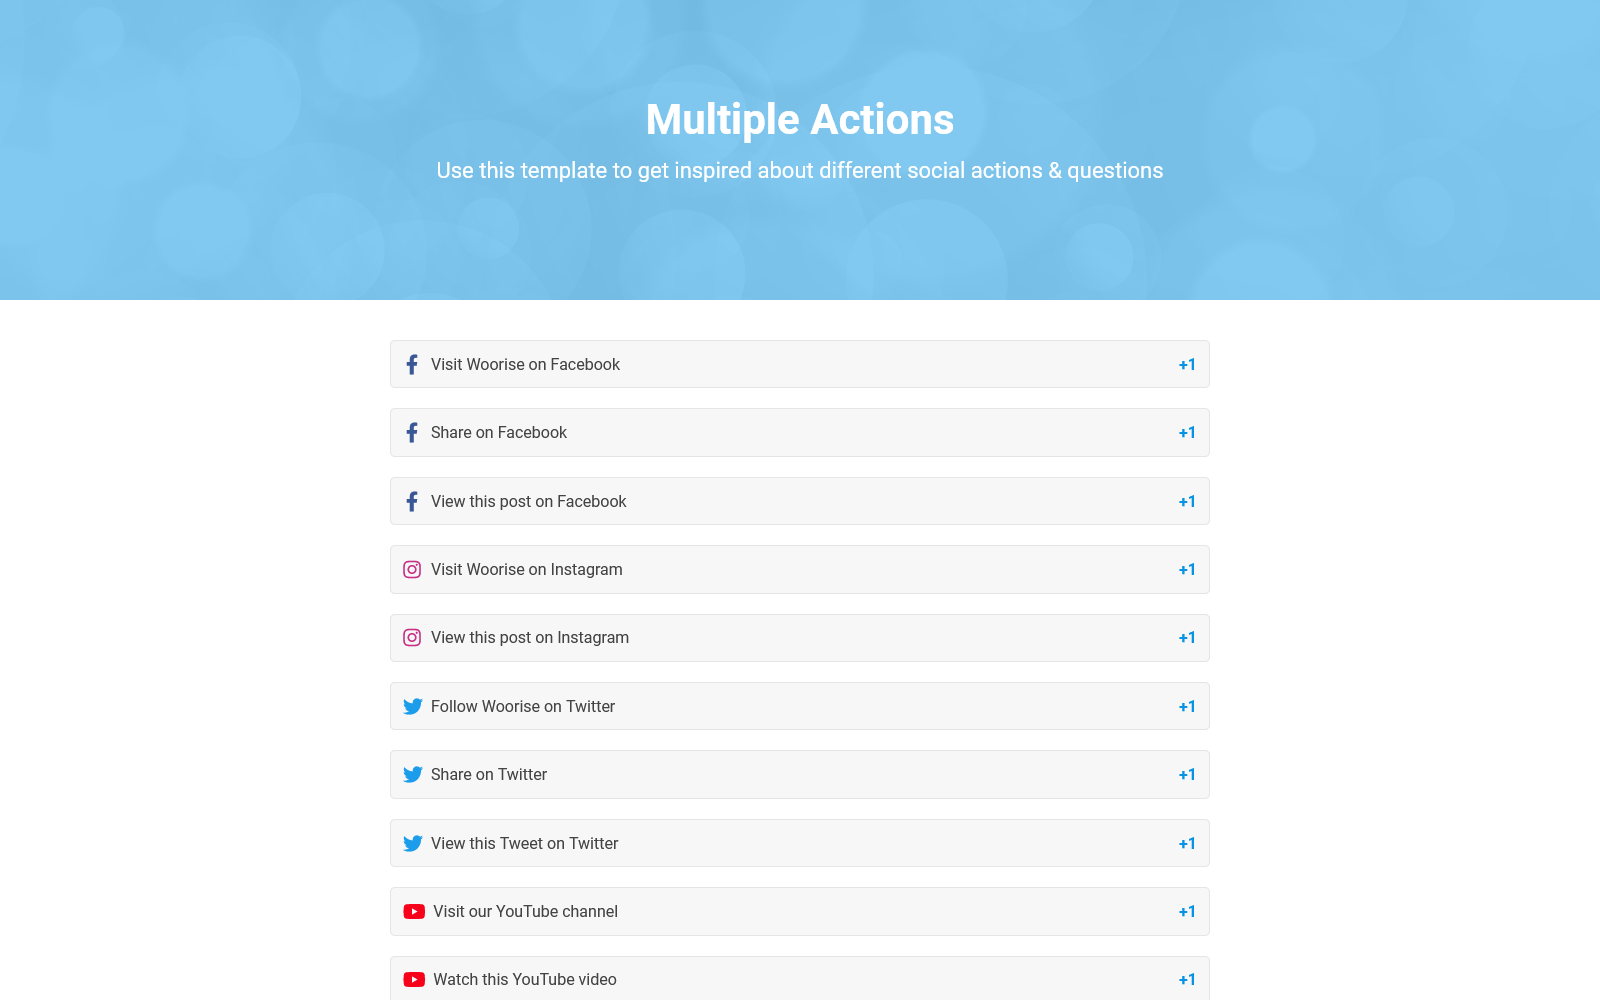 Multiple Actions
Use this template to get inspired about different social actions & questions
Visit Woorise on Facebook +1
Share on Facebook +1
View this post on Facebook +1
Visit Woorise on Instagram +1
View this post on Instagram +1
Follow Woorise on Twitter +1
Share on Twitter +1
View this Tweet on Twitter +1
Visit our YouTube channel +1
Watch this YouTube video +1